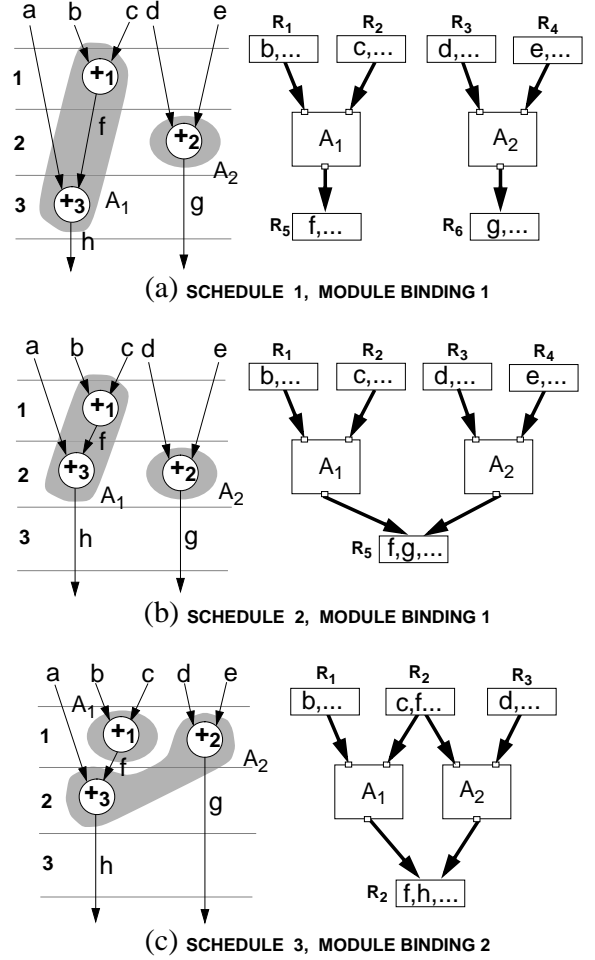 a b c d e R1 R2 R3 R4
b,... c,... d,... e,...
1 +1
f A1 A2
2 +2
A2
3 +3 A1 g R5 f,... R6 g,...
h
(a) SCHEDULE 1, MODULE BINDING 1
a b c d e R1 R2 R3 R4
b,... c,... d,... e,...
1 +1
f A1 A2
2 +3 +2
A1 A2
3 h g R5 f,g,...
(b) SCHEDULE 2, MODULE BINDING 1
a b c d e R1 R2 R3
b,... c,f... d,...
A1
1 +1 +2
f A2 A1 A2
2 +3 g
3 h R2 f,h,...
(c) SCHEDULE 3, MODULE BINDING 2